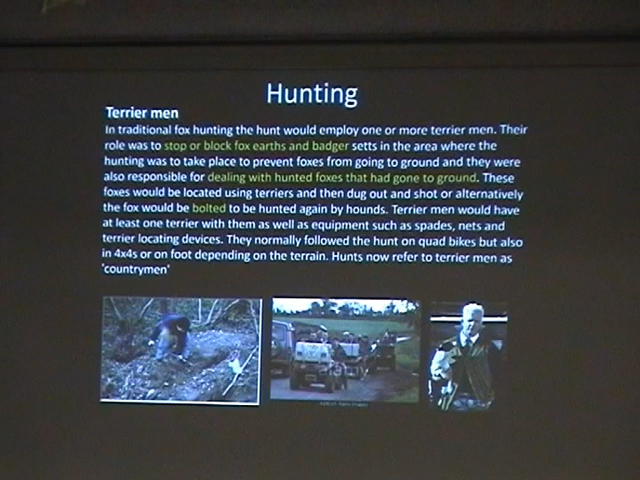 Hunting
Terrier men
In traditional fox hunting the hunt would employ one or more terrier men. Their
role was to stop or block fox earths and badger setts in the area where the
hunting was to take place to prevent foxes from going to ground and they were
also responsible for dealing with hunted foxes that had gone to ground. These
foxes would be located using terriers and then dug out and shot or alternatively
the fox would be bolted to be hunted again by hounds. Terrier men would have
at least one terrier with them as well as equipment such as spades, nets and
terrier locating devices. They normally followed the hunt on quad bikes but also
in 4x4s or on foot depending on the terrain. Hunts now refer to terrier men as
'countrymen'